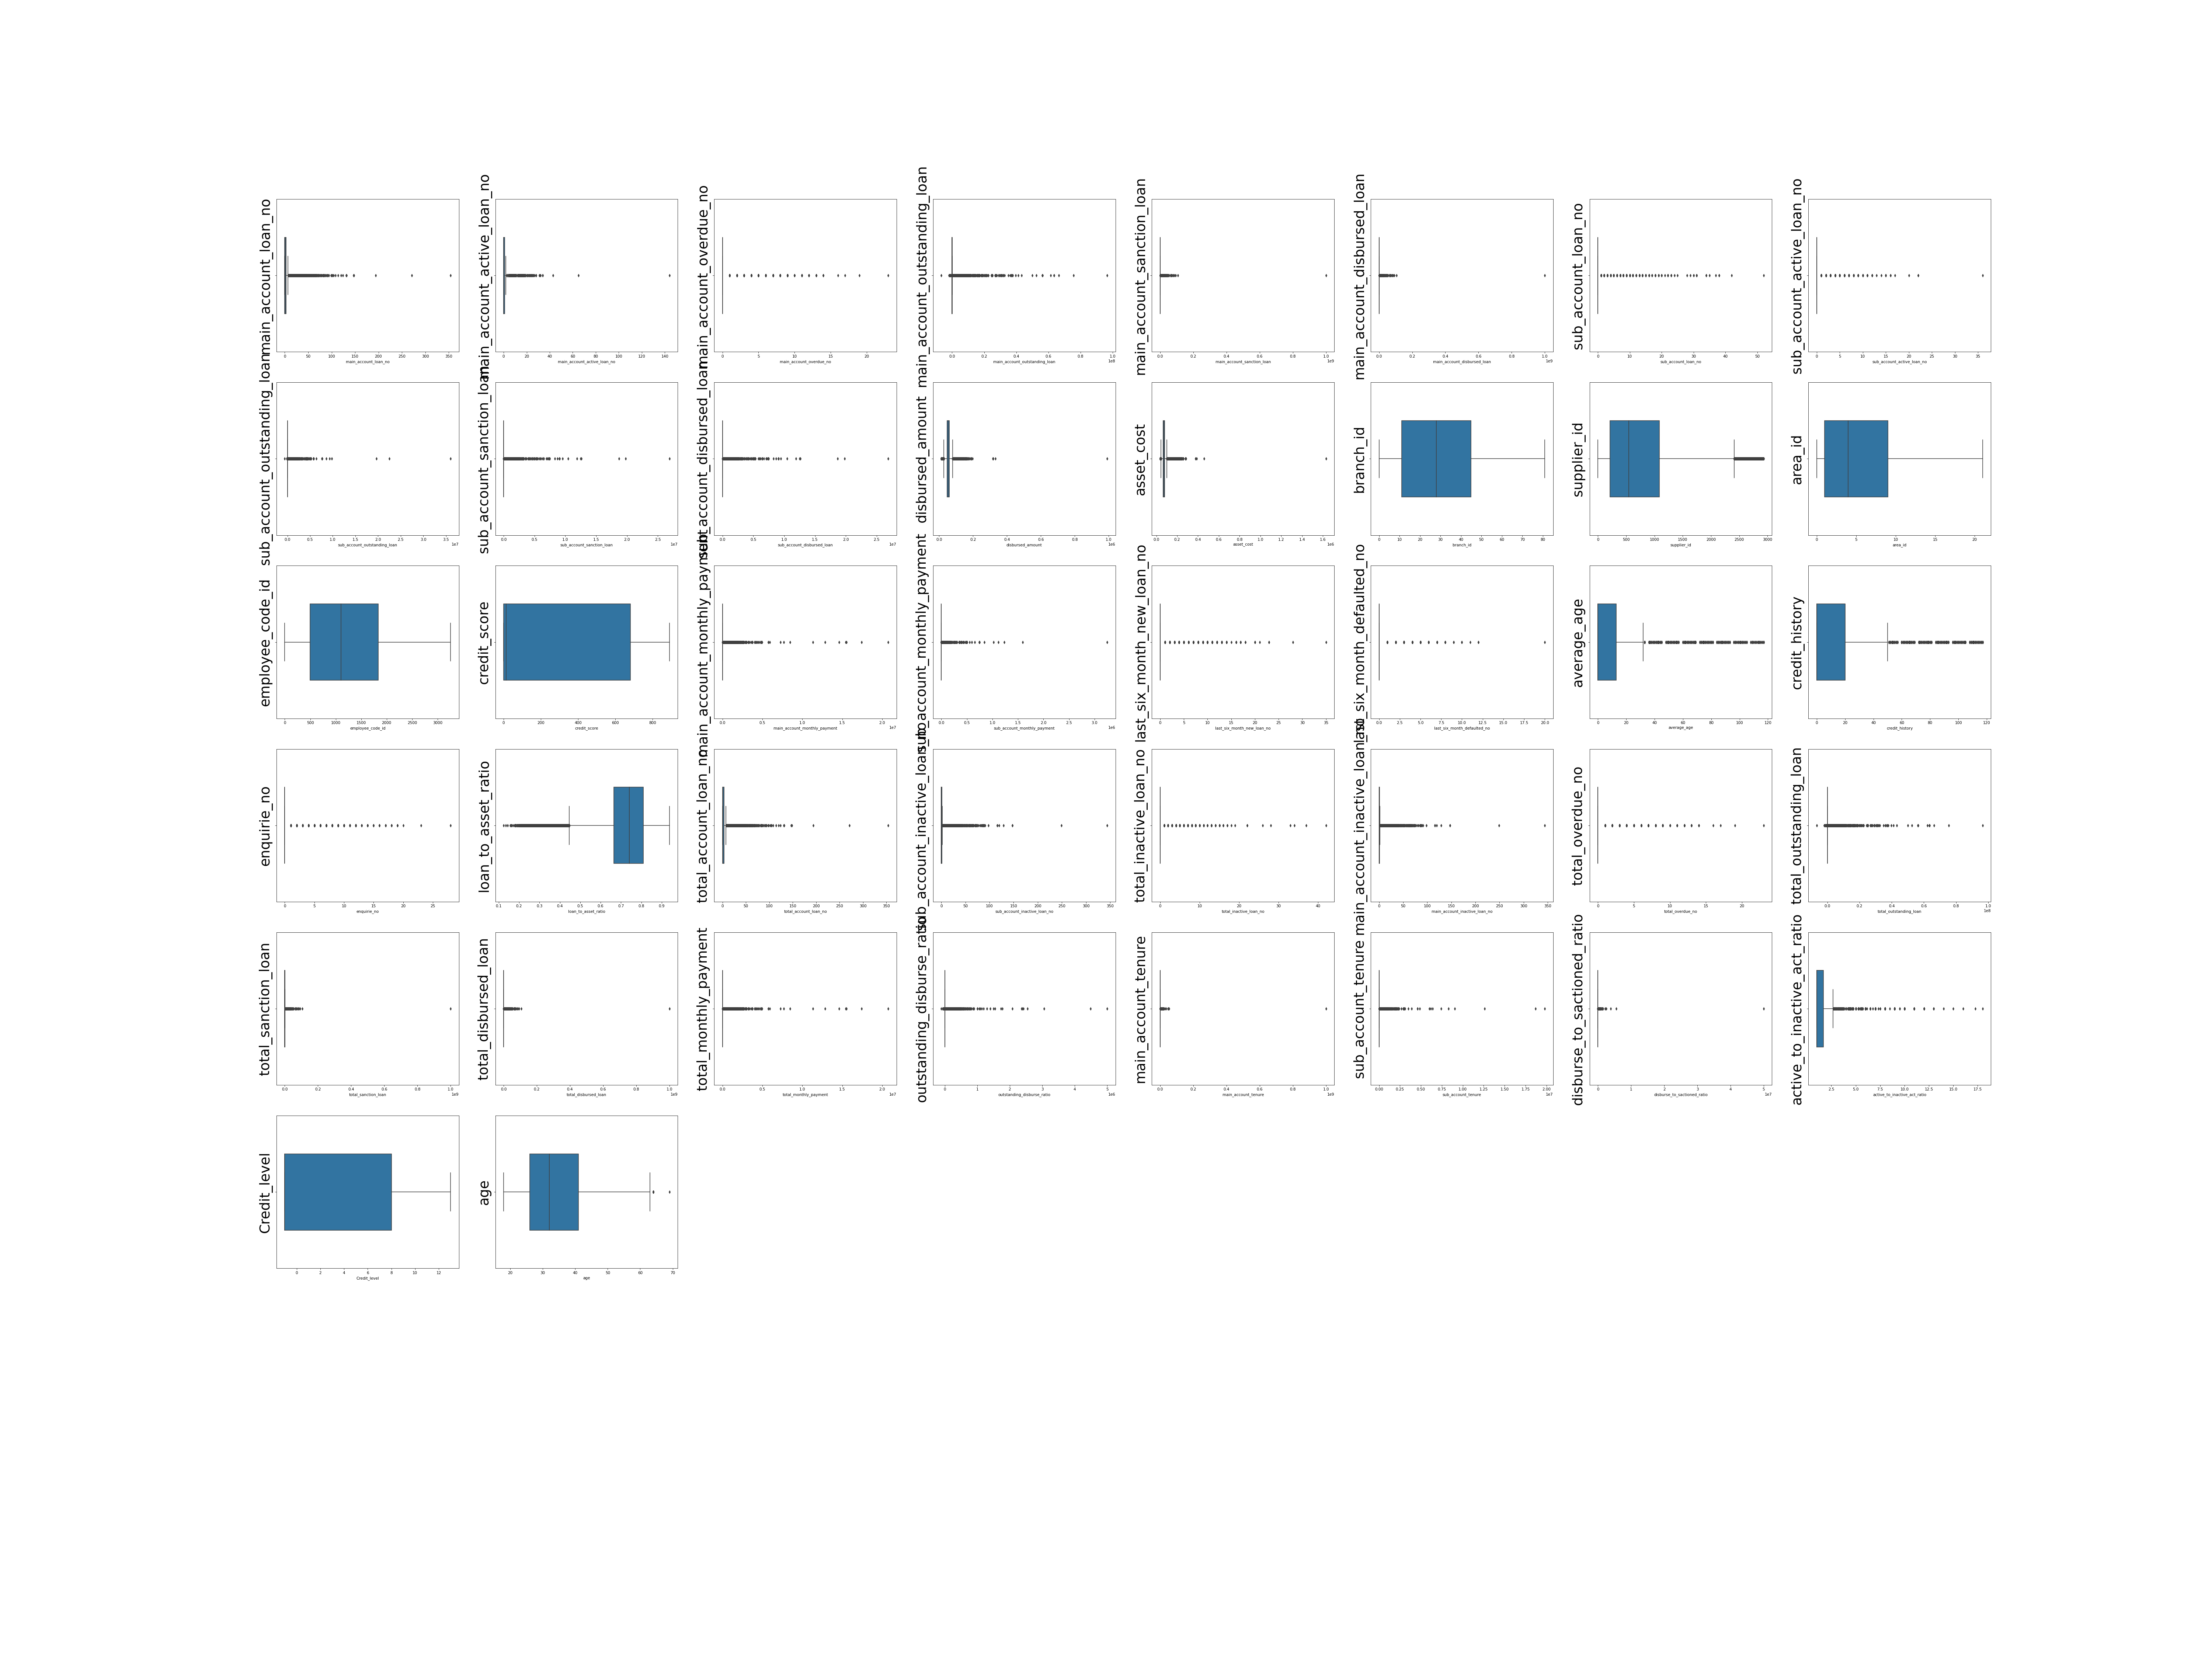 main_account_loan_no
0 50 100 150 200 250 300 350
main_account_loan_no
main_account_active_loan_no
0 20 40 60 80 100 120 140
main_account_active_loan_no
main_account_overdue_no
0 5 10 15 20
main_account_overdue_no
main_account_outstanding_loan
0.0 0.2 0.4 0.6 0.8 1.0
1e8
main_account_outstanding_loan
main_account_sanction_loan
0.0 0.2 0.4 0.6 0.8 1.0
1e9
main_account_sanction_loan
main_account_disbursed_loan
0.0 0.2 0.4 0.6 0.8 1.0
1e9
main_account_disbursed_loan
sub_account_loan_no
0 10 20 30 40 50
sub_account_loan_no
sub_account_active_loan_no
0 5 10 15 20 25 30 35
sub_account_active_loan_no
sub_account_outstanding_loan
0.0 0.5 1.0 1.5 2.0 2.5 3.0 3.5
1e7
sub_account_outstanding_loan
sub_account_sanction_loan
0.0 0.5 1.0 1.5 2.0 2.5
1e7
sub_account_sanction_loan
sub_account_disbursed_loan
0.0 0.5 1.0 1.5 2.0 2.5
1e7
sub_account_disbursed_loan
disbursed_amount
0.0 0.2 0.4 0.6 0.8 1.0
1e6
disbursed_amount
asset_cost
0.0 0.2 0.4 0.6 0.8 1.0 1.2 1.4 1.6
1e6
asset_cost
branch_id
0 10 20 30 40 50 60 70 80
branch_id
supplier_id
0 500 1000 1500 2000 2500 3000
supplier_id
area_id
0 5 10 15 20
area_id
employee_code_id
0 500 1000 1500 2000 2500 3000
employee_code_id
credit_score
0 200 400 600 800
credit_score
main_account_monthly_payment
0.0 0.5 1.0 1.5 2.0
1e7
main_account_monthly_payment
sub_account_monthly_payment
0.0 0.5 1.0 1.5 2.0 2.5 3.0
1e6
sub_account_monthly_payment
last_six_month_new_loan_no
0 5 10 15 20 25 30 35
last_six_month_new_loan_no
last_six_month_defaulted_no
0.0 2.5 5.0 7.5 10.0 12.5 15.0 17.5 20.0
last_six_month_defaulted_no
average_age
0 20 40 60 80 100 120
average_age
credit_history
0 20 40 60 80 100 120
credit_history
enquirie_no
0 5 10 15 20 25
enquirie_no
loan_to_asset_ratio
0.1 0.2 0.3 0.4 0.5 0.6 0.7 0.8 0.9
loan_to_asset_ratio
total_account_loan_no
0 50 100 150 200 250 300 350
total_account_loan_no
sub_account_inactive_loan_no
0 50 100 150 200 250 300 350
sub_account_inactive_loan_no
total_inactive_loan_no
0 10 20 30 40
total_inactive_loan_no
main_account_inactive_loan_no
0 50 100 150 200 250 300 350
main_account_inactive_loan_no
total_overdue_no
0 5 10 15 20
total_overdue_no
total_outstanding_loan
0.0 0.2 0.4 0.6 0.8 1.0
1e8
total_outstanding_loan
total_sanction_loan
0.0 0.2 0.4 0.6 0.8 1.0
1e9
total_sanction_loan
total_disbursed_loan
0.0 0.2 0.4 0.6 0.8 1.0
1e9
total_disbursed_loan
total_monthly_payment
0.0 0.5 1.0 1.5 2.0
1e7
total_monthly_payment
outstanding_disburse_ratio
0 1 2 3 4 5
1e6
outstanding_disburse_ratio
main_account_tenure
0.0 0.2 0.4 0.6 0.8 1.0
1e9
main_account_tenure
sub_account_tenure
0.00 0.25 0.50 0.75 1.00 1.25 1.50 1.75 2.00
1e7
sub_account_tenure
disburse_to_sactioned_ratio
0 1 2 3 4 5
1e7
disburse_to_sactioned_ratio
active_to_inactive_act_ratio
2.5 5.0 7.5 10.0 12.5 15.0 17.5
active_to_inactive_act_ratio
Credit_level
0 2 4 6 8 10 12
Credit_level
age
20 30 40 50 60 70
age